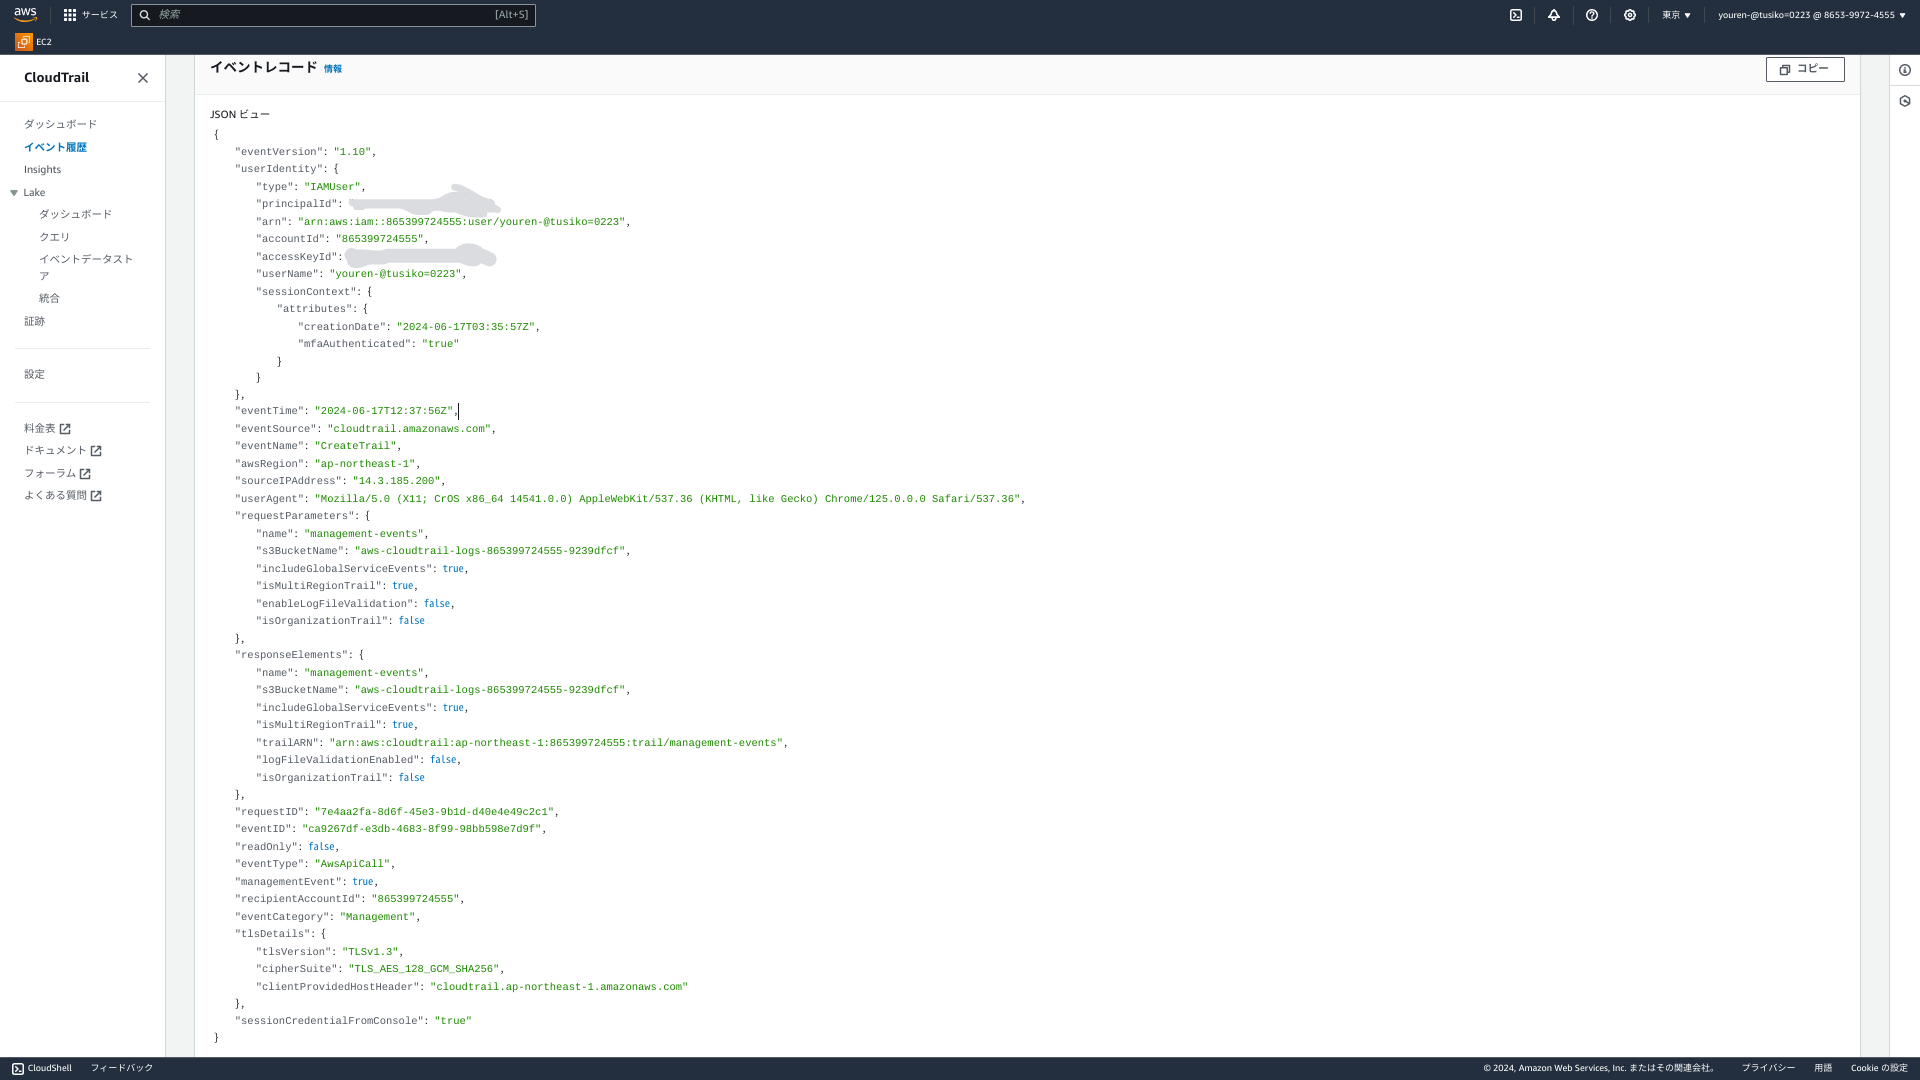 aws
サービス
検索
[Alt+S]
東京 ▼
youren-@tusiko=0223 @ 8653-9972-4555 ▼
EC2
CloudTrail
ダッシュボード
イベント履歴
Insights
Lake
ダッシュボード
クエリ
イベントデータスト
ア
統合
証跡
設定
料金表
ドキュメント
フォーラム
よくある質問
イベントレコード 情報
コピー
JSON ビュー
{
"eventVersion": "1.10",
"userIdentity": {
"type": "IAMUser",
"principalId":
"arn": "arn:aws:iam::865399724555:user/youren-@tusiko=0223",
"accountId": "865399724555",
"accessKeyId":
"userName": "youren-@tusiko=0223",
"sessionContext": {
"attributes": {
"creationDate": "2024-06-17T03:35:57Z",
"mfaAuthenticated": "true"
}
}
},
"eventTime": "2024-06-17T12:37:56Z",
"eventSource": "cloudtrail.amazonaws.com",
"eventName": "CreateTrail",
"awsRegion": "ap-northeast-1",
"sourceIPAddress": "14.3.185.200",
"userAgent": "Mozilla/5.0 (X11; CrOS x86_64 14541.0.0) AppleWebKit/537.36 (KHTML, like Gecko) Chrome/125.0.0.0 Safari/537.36",
"requestParameters": {
"name": "management-events",
"s3BucketName": "aws-cloudtrail-logs-865399724555-9239dfcf",
"includeGlobalServiceEvents": true,
"isMultiRegionTrail": true,
"enableLogFileValidation": false,
"isOrganizationTrail": false
},
"responseElements": {
"name": "management-events",
"s3BucketName": "aws-cloudtrail-logs-865399724555-9239dfcf",
"includeGlobalServiceEvents": true,
"isMultiRegionTrail": true,
"trailARN": "arn:aws:cloudtrail:ap-northeast-1:865399724555:trail/management-events",
"logFileValidationEnabled": false,
"isOrganizationTrail": false
},
"requestID": "7e4aa2fa-8d6f-45e3-9b1d-d40e4e49c2c1",
"eventID": "ca9267df-e3db-4683-8f99-98bb598e7d9f",
"readOnly": false,
"eventType": "AwsApiCall",
"managementEvent": true,
"recipientAccountId": "865399724555",
"eventCategory": "Management",
"tlsDetails": {
"tlsVersion": "TLSv1.3",
"cipherSuite": "TLS_AES_128_GCM_SHA256",
"clientProvidedHostHeader": "cloudtrail.ap-northeast-1.amazonaws.com"
},
"sessionCredentialFromConsole": "true"
}
CloudShell
フィードバック
© 2024, Amazon Web Services, Inc. またはその関連会社。
プライバシー
用語
Cookie の設定